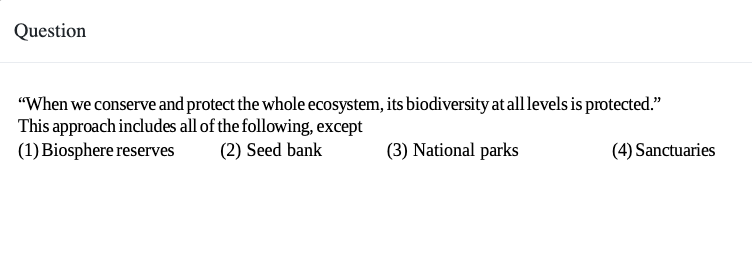 Question
“When we conserve and protect the whole ecosystem, its biodiversity at all levels is protected.”
This approach includes all of the following, except
(1) Biosphere reserves (2) Seed bank (3) National parks (4) Sanctuaries